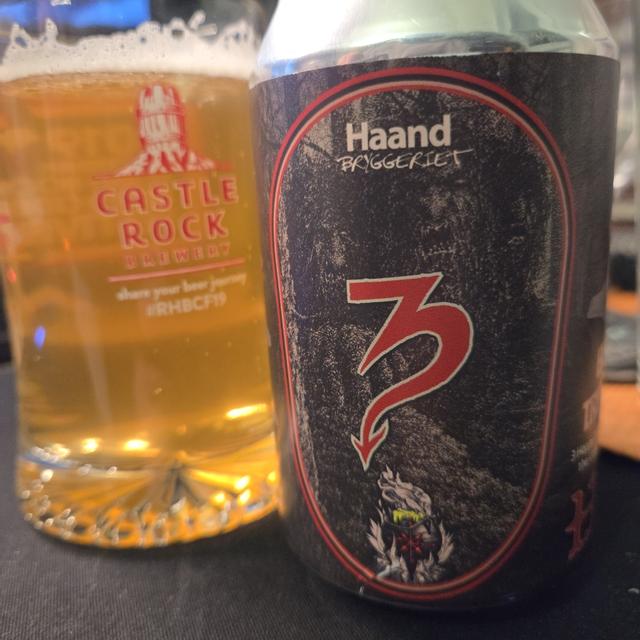 CASTLE
ROCK
BREWERY
share your beer journey
#RHBCF19
Haand
BRYGGERIET
3